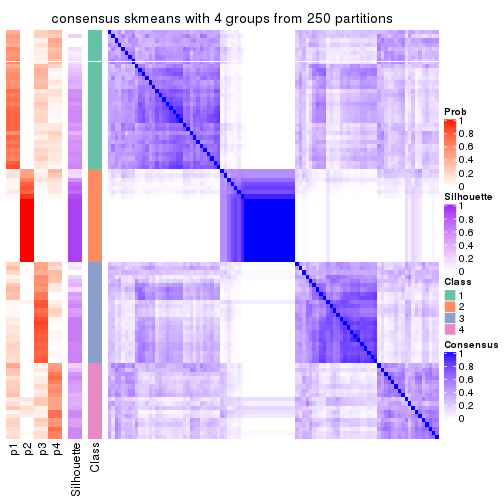 consensus skmeans with 4 groups from 250 partitions
Prob
1
0.8
0.6
0.4
0.2
0
Silhouette
1
0.8
0.6
0.4
0.2
0
Class
1
2
3
4
Consensus
1
0.8
0.6
0.4
0.2
0
p1
p2
p3
p4
Silhouette
Class